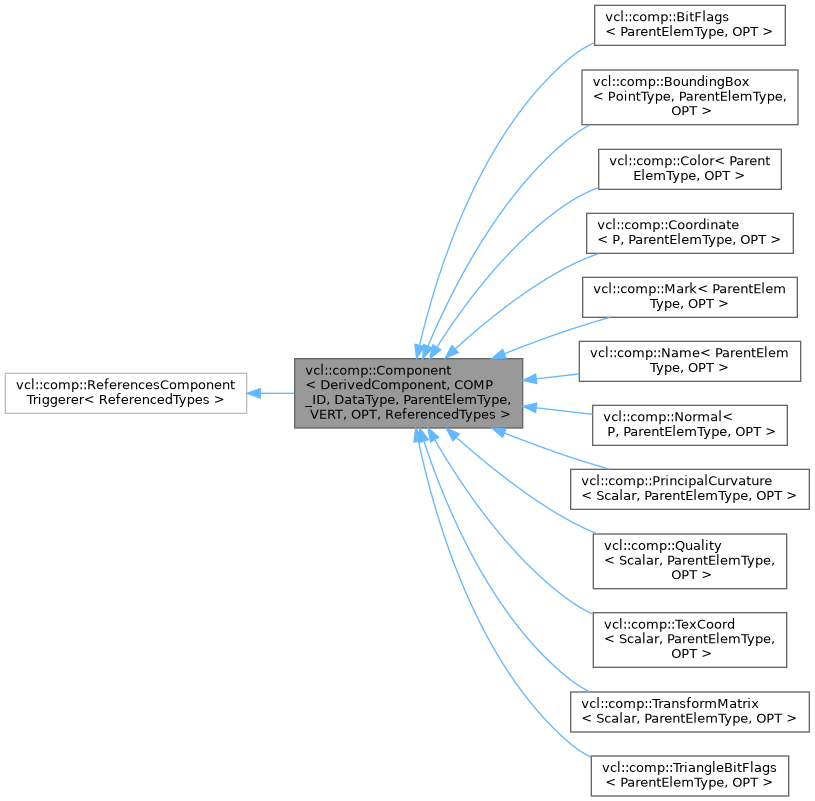 vcl::comp::BitFlags
< ParentElemType, OPT >
vcl::comp::BoundingBox
< PointType, ParentElemType,
OPT >
vcl::comp::Color< Parent
ElemType, OPT >
vcl::comp::Coordinate
< P, ParentElemType, OPT >
vcl::comp::Mark< ParentElem
Type, OPT >
vcl::comp::Name< ParentElem
Type, OPT >
vcl::comp::ReferencesComponent
Triggerer< ReferencedTypes >
vcl::comp::Component
< DerivedComponent, COMP
_ID, DataType, ParentElemType,
VERT, OPT, ReferencedTypes >
vcl::comp::Normal<
P, ParentElemType, OPT >
vcl::comp::PrincipalCurvature
< Scalar, ParentElemType, OPT >
vcl::comp::Quality
< Scalar, ParentElemType,
OPT >
vcl::comp::TexCoord
< Scalar, ParentElemType,
OPT >
vcl::comp::TransformMatrix
< Scalar, ParentElemType, OPT >
vcl::comp::TriangleBitFlags
< ParentElemType, OPT >